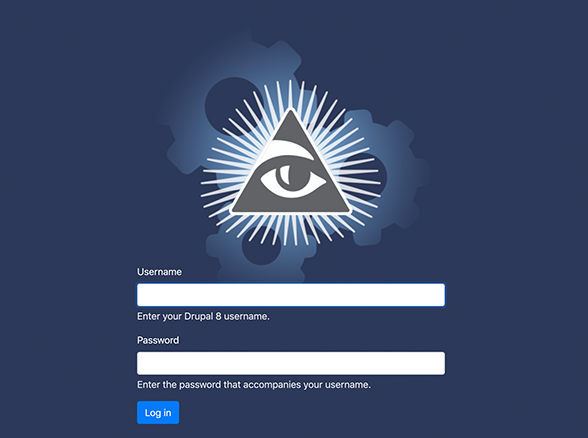 Username
Enter your Drupal 8 username.
Password
Enter the password that accompanies your username.
Log in